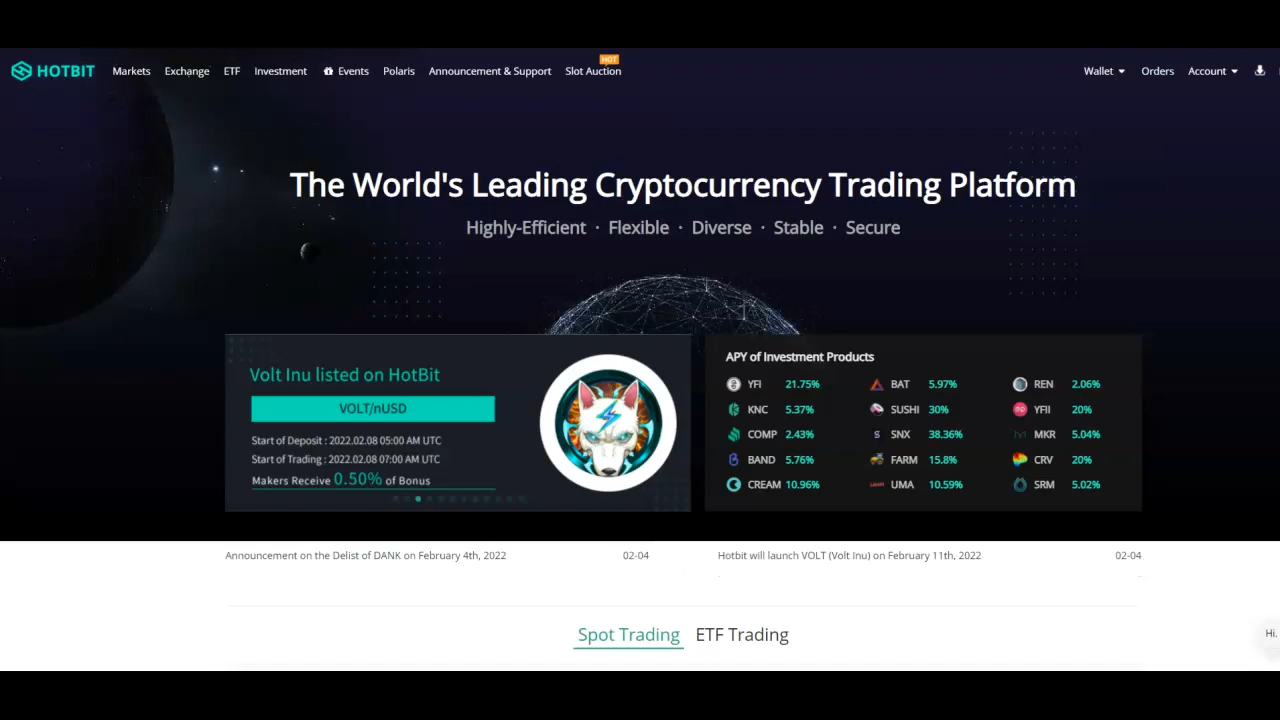 HOTBIT Markets Exchange ETF Investment Events Polaris Announcement & Support Slot Auction HOT Wallet Orders Account
The World's Leading Cryptocurrency Trading Platform
Highly-Efficient · Flexible · Diverse · Stable · Secure
Volt Inu listed on HotBit
VOLT/nUSD
Start of Deposit : 2022.02.08 05:00 AM UTC
Start of Trading : 2022.02.08 07:00 AM UTC
Makers Receive 0.50% of Bonus
APY of Investment Products
YFI 21.75% BAT 5.97% REN 2.06%
KNC 5.37% SUSHI 30% YFII 20%
COMP 2.43% SNX 38.36% MKR 5.04%
BAND 5.76% FARM 15.8% CRV 20%
CREAM 10.96% UMA 10.59% SRM 5.02%
Announcement on the Delist of DANK on February 4th, 2022 02-04
Hotbit will launch VOLT (Volt Inu) on February 11th, 2022 02-04
Spot Trading ETF Trading
Hi,